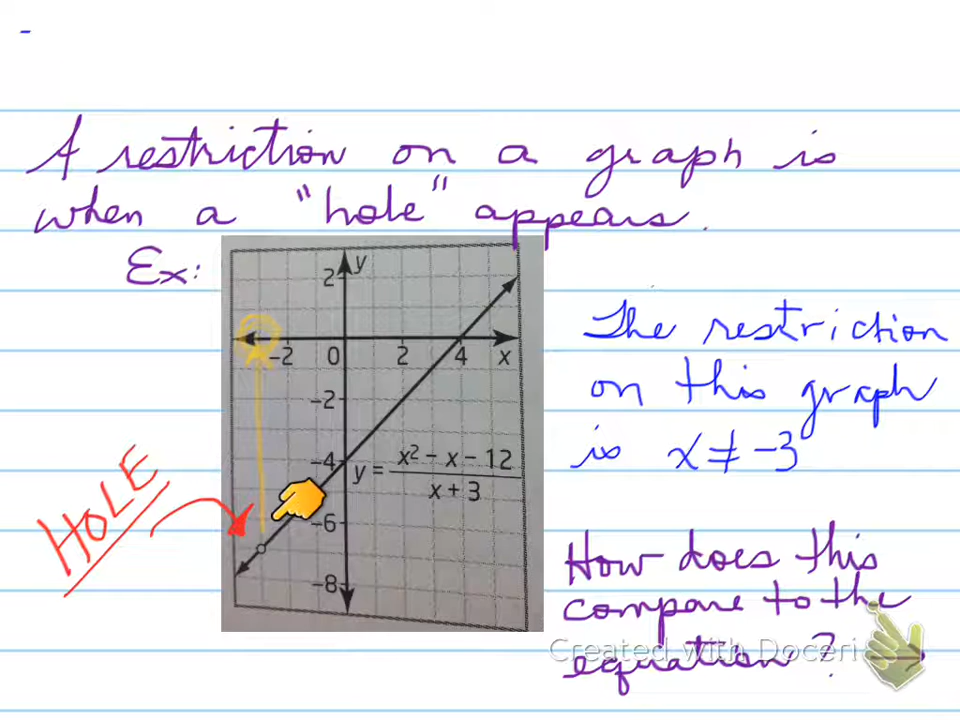 A restriction on a graph is
when a "hole" appears.
Ex:
y
2
-2 0 2 4 x
-2
-4
y = x² - x - 12 / x + 3
-6
-8
HOLE
The restriction
on this graph
is x ≠ -3
How does this
compare to the
equation?
Created with Doceri